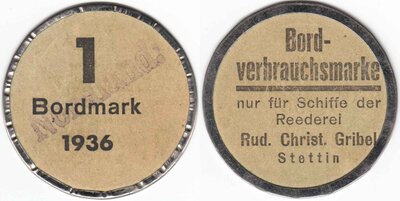 1
Bordmark
1936
Bord-
verbrauchsmarke
nur für Schiffe der
Reederei
Rud. Christ. Gribel
Stettin